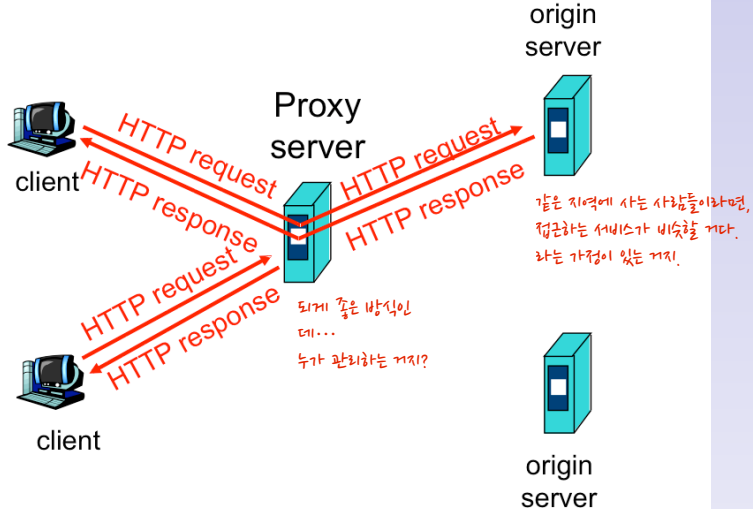 origin
server
Proxy
server
client
HTTP request
HTTP response
HTTP request
HTTP response
같은 지역에 사는 사람들이라면,
접근하는 서비스가 비슷할 거다.
라는 가정이 있는 거지.
HTTP request
HTTP response
되게 좋은 방식인
데...
누가 관리하는 거지?
client
origin
server